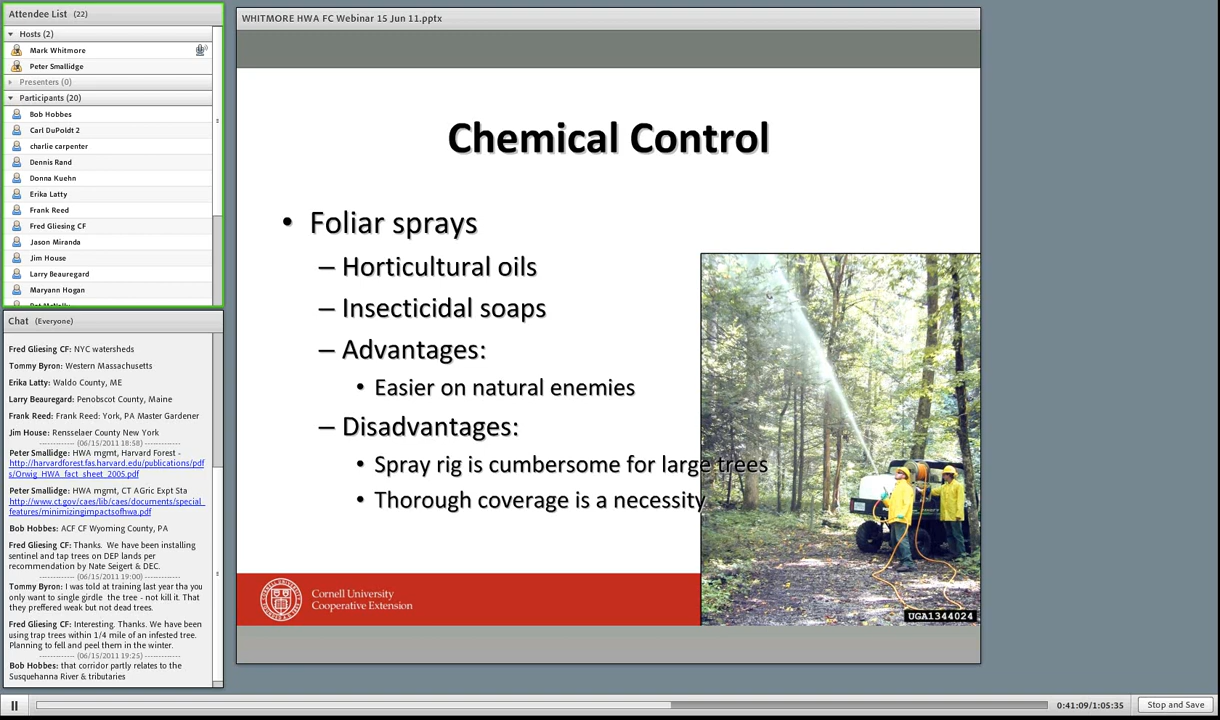 Attendee List (22)
Hosts (2)
Mark Whitmore
Peter Smallidge
Presenters (0)
Participants (20)
Bob Hobbes
Carl DuPoldt 2
charlie carpenter
Dennis Rand
Donna Kuehn
Erika Latty
Frank Reed
Fred Gliesing CF
Jason Miranda
Jim House
Larry Beauregard
Maryann Hogan
Chat (Everyone)
Fred Gliesing CF: NYC watersheds
Tommy Byron: Western Massachusetts
Erika Latty: Waldo County, ME
Larry Beauregard: Penobscot County, Maine
Frank Reed: Frank Reed: York, PA Master Gardener
Jim House: Rensselaer County New York
------------- (06/15/2011 18:58) -------------
Peter Smallidge: HWA mgmt, Harvard Forest -
http://harvardforest.fas.harvard.edu/publications/pdf
s/Orwig_HWA_fact_sheet_2005.pdf
Peter Smallidge: HWA mgmt, CT AGric Expt Sta
http://www.ct.gov/caes/lib/caes/documents/special_
features/minimizingimpactsofhwa.pdf
Bob Hobbes: ACF CF Wyoming County, PA
Fred Gliesing CF: Thanks. We have been installing
sentinel and tap trees on DEP lands per
recommendation by Nate Seigert & DEC.
------------- (06/15/2011 19:00) -------------
Tommy Byron: I was told at training last year tha you
only want to single girdle the tree - not kill it. That
they preffered weak but not dead trees.
Fred Gliesing CF: Interesting. Thanks. We have been
using trap trees within 1/4 mile of an infested tree.
Planning to fell and peel them in the winter.
------------- (06/15/2011 19:25) -------------
Bob Hobbes: that corridor partly relates to the
Susquehanna River & tributaries
WHITMORE HWA FC Webinar 15 Jun 11.pptx
Chemical Control
• Foliar sprays
– Horticultural oils
– Insecticidal soaps
– Advantages:
• Easier on natural enemies
– Disadvantages:
• Spray rig is cumbersome for large trees
• Thorough coverage is a necessity
Cornell University
Cooperative Extension
UGA1344024
0:41:09/1:05:35
Stop and Save